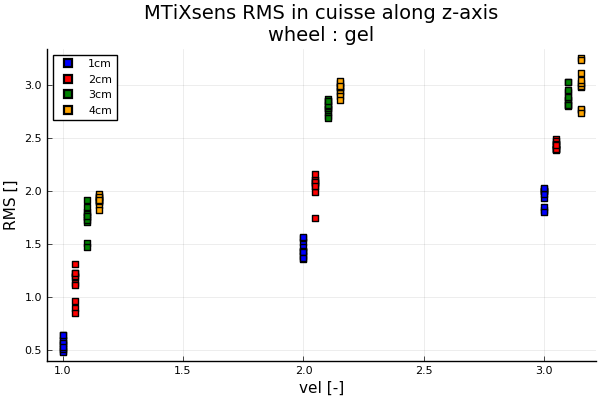 MTiXsens RMS in cuisse along z-axis
wheel : gel
1cm
2cm
3cm
4cm
RMS []
3.0
2.5
2.0
1.5
1.0
0.5
1.0 1.5 2.0 2.5 3.0
vel [-]